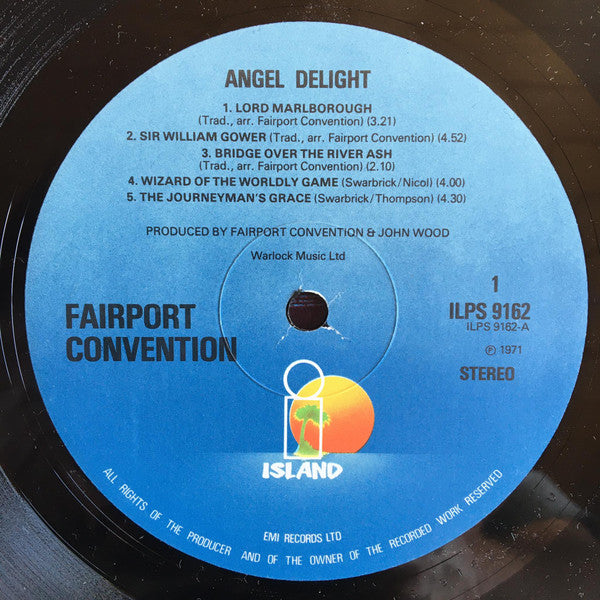 ANGEL DELIGHT
1. LORD MARLBOROUGH
(Trad., arr. Fairport Convention) (3.21)
2. SIR WILLIAM GOWER (Trad., arr. Fairport Convention) (4.52)
3. BRIDGE OVER THE RIVER ASH
(Trad., arr. Fairport Convention) (2.10)
4. WIZARD OF THE WORLDLY GAME (Swarbrick/Nicol) (4.00)
5. THE JOURNEYMAN'S GRACE (Swarbrick/Thompson) (4.30)
PRODUCED BY FAIRPORT CONVENTION & JOHN WOOD
Warlock Music Ltd
FAIRPORT
CONVENTION
1
ILPS 9162
ILPS 9162-A
℗ 1971
STEREO
i
ISLAND
EMI RECORDS LTD
ALL RIGHTS OF THE PRODUCER AND OF THE OWNER OF THE RECORDED WORK RESERVED